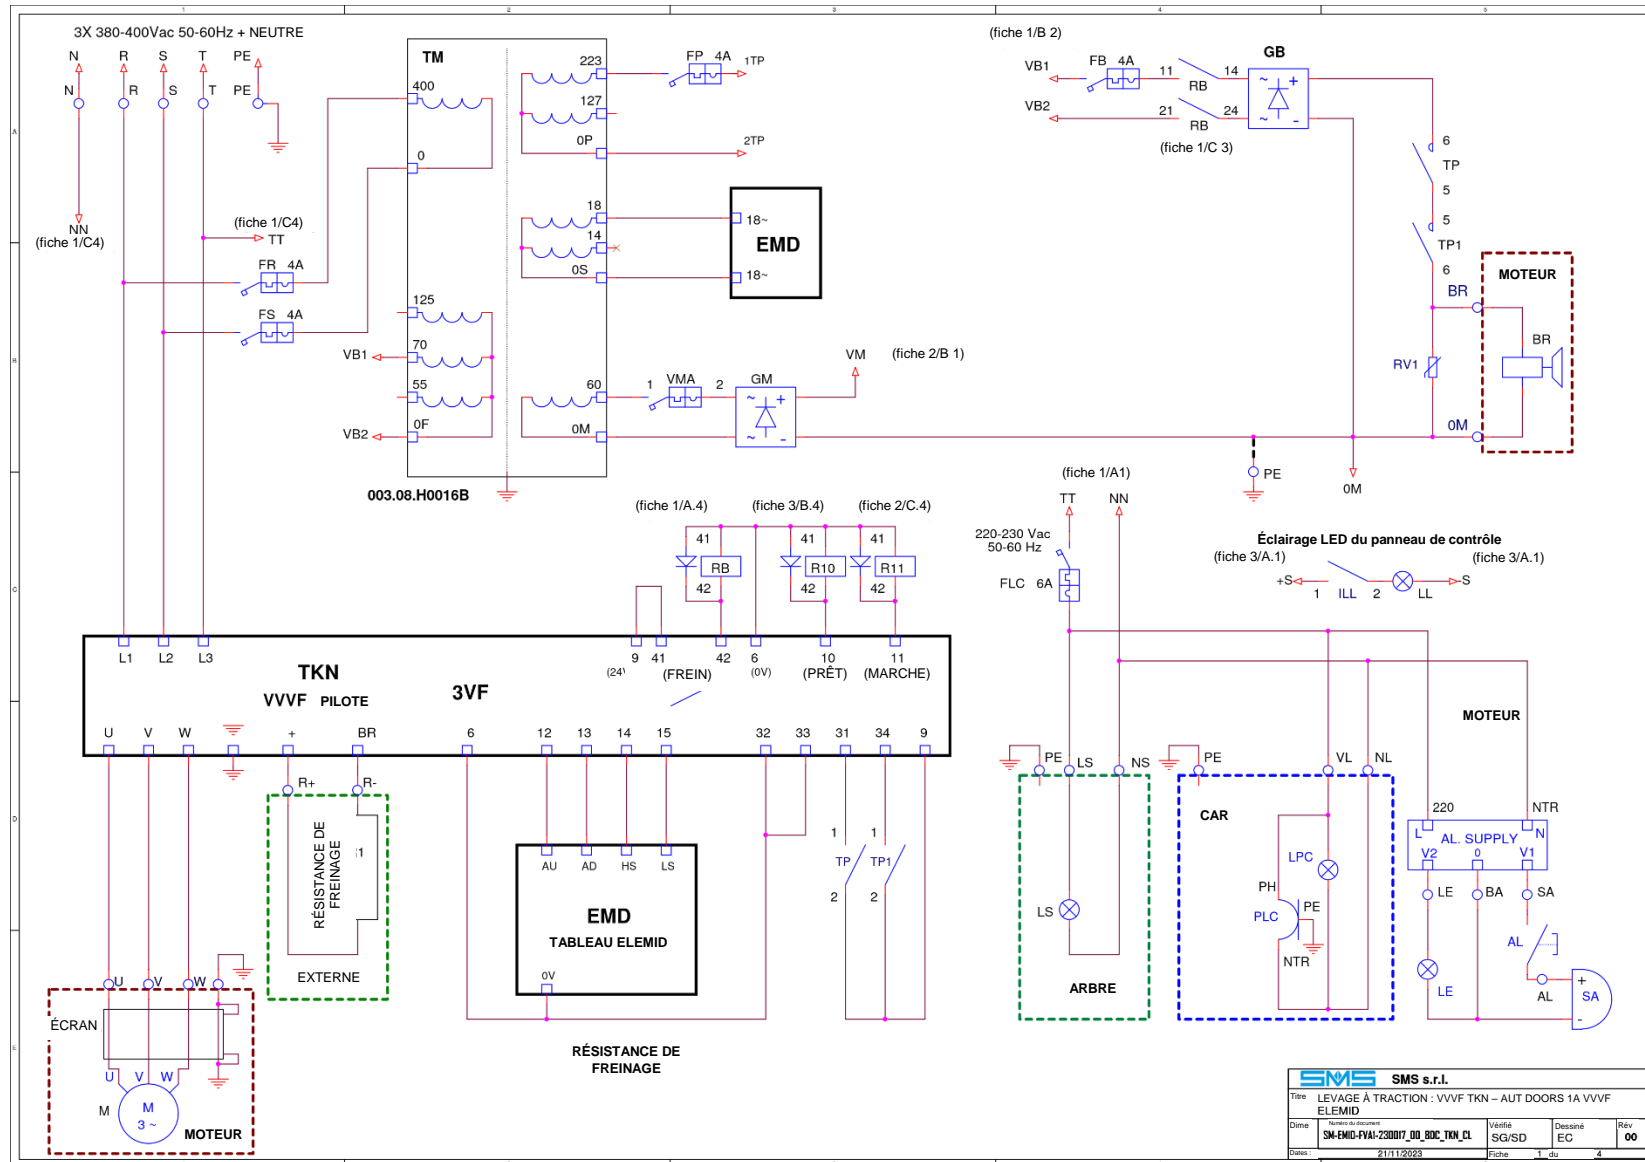 1 2 3 4 5
3X 380-400Vac 50-60Hz + NEUTRE
N R S T PE
N R S T PE
NN
(fiche 1/C4)
(fiche 1/C4)
TT
FR 4A
FS 4A
TM
400
0
125
VB1 70
55
VB2 0F
223
127
0P
18
14
0S
60
0M
003.08.H0016B
FP 4A 1TP
2TP
18~
EMD
18~
1 VMA 2 GM
~ +
~ -
VM (fiche 2/B 1)
(fiche 1/B 2)
VB1 FB 4A 11 RB 14
VB2 21 RB 24
(fiche 1/C 3)
GB
~ +
~ -
6
TP
5
5
TP1
6
BR
RV1
0M
MOTEUR
BR
PE
0M
(fiche 1/A.4) (fiche 3/B.4) (fiche 2/C.4)
41 41 41
RB R10 R11
42 42 42
L1 L2 L3
9 41 42 6 10 11
(FREIN) (0V) (PRÊT) (MARCHE)
TKN
VVVF PILOTE
3VF
U V W + BR 6 12 13 14 15 32 33 31 34 9
R+ R-
RÉSISTANCE DE
FREINAGE
EXTERNE
AU AD HS LS
EMD
TABLEAU ELEMID
0V
1 1
TP TP1
2 2
RÉSISTANCE DE
FREINAGE
U V W
ÉCRAN
U V W
M
M
3 ~
MOTEUR
(fiche 1/A1)
TT NN
220-230 Vac
50-60 Hz
FLC 6A
Éclairage LED du panneau de contrôle
(fiche 3/A.1) (fiche 3/A.1)
+S 1 ILL 2 LL -S
MOTEUR
PE LS NS
LS
ARBRE
PE VL NL
CAR
LPC
PH
PLC PE
NTR
220 NTR
L N
AL. SUPPLY
V2 0 V1
LE BA SA
AL
LE
AL
+
SA
-
SMS SMS s.r.l.
Titre LEVAGE À TRACTION : VVVF TKN – AUT DOORS 1A VVVF
ELEMID
Dime Numéro du document
SM-EMID-FVA1-230017_00_BDC_TKN_CL
Vérifié
SG/SD
Dessiné
EC
Rév
00
Dates : 21/11/2023 Fiche 1 du 4